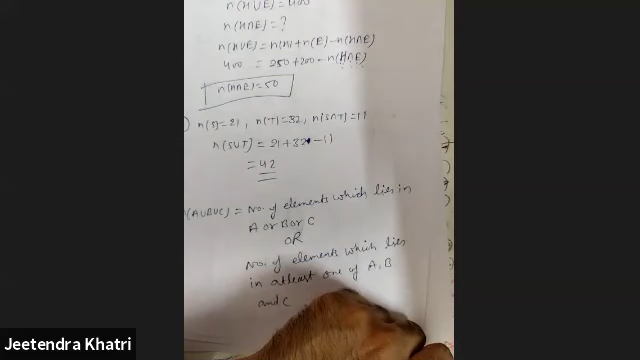 n(HUE) = 400
n(H∩E) = ?
n(HUE) = n(H) + n(E) - n(H∩E)
400 = 250 + 200 - n(H∩E)
n(H∩E) = 50
) n(S) = 21, n(T) = 32, n(S∩T) = 11
n(SUT) = 21 + 32 - 11
= 42
(AUBUC) = No. of elements which lies in
A or B or C
OR
No. of elements which lies
in atleast one of A, B
and C
Jeetendra Khatri